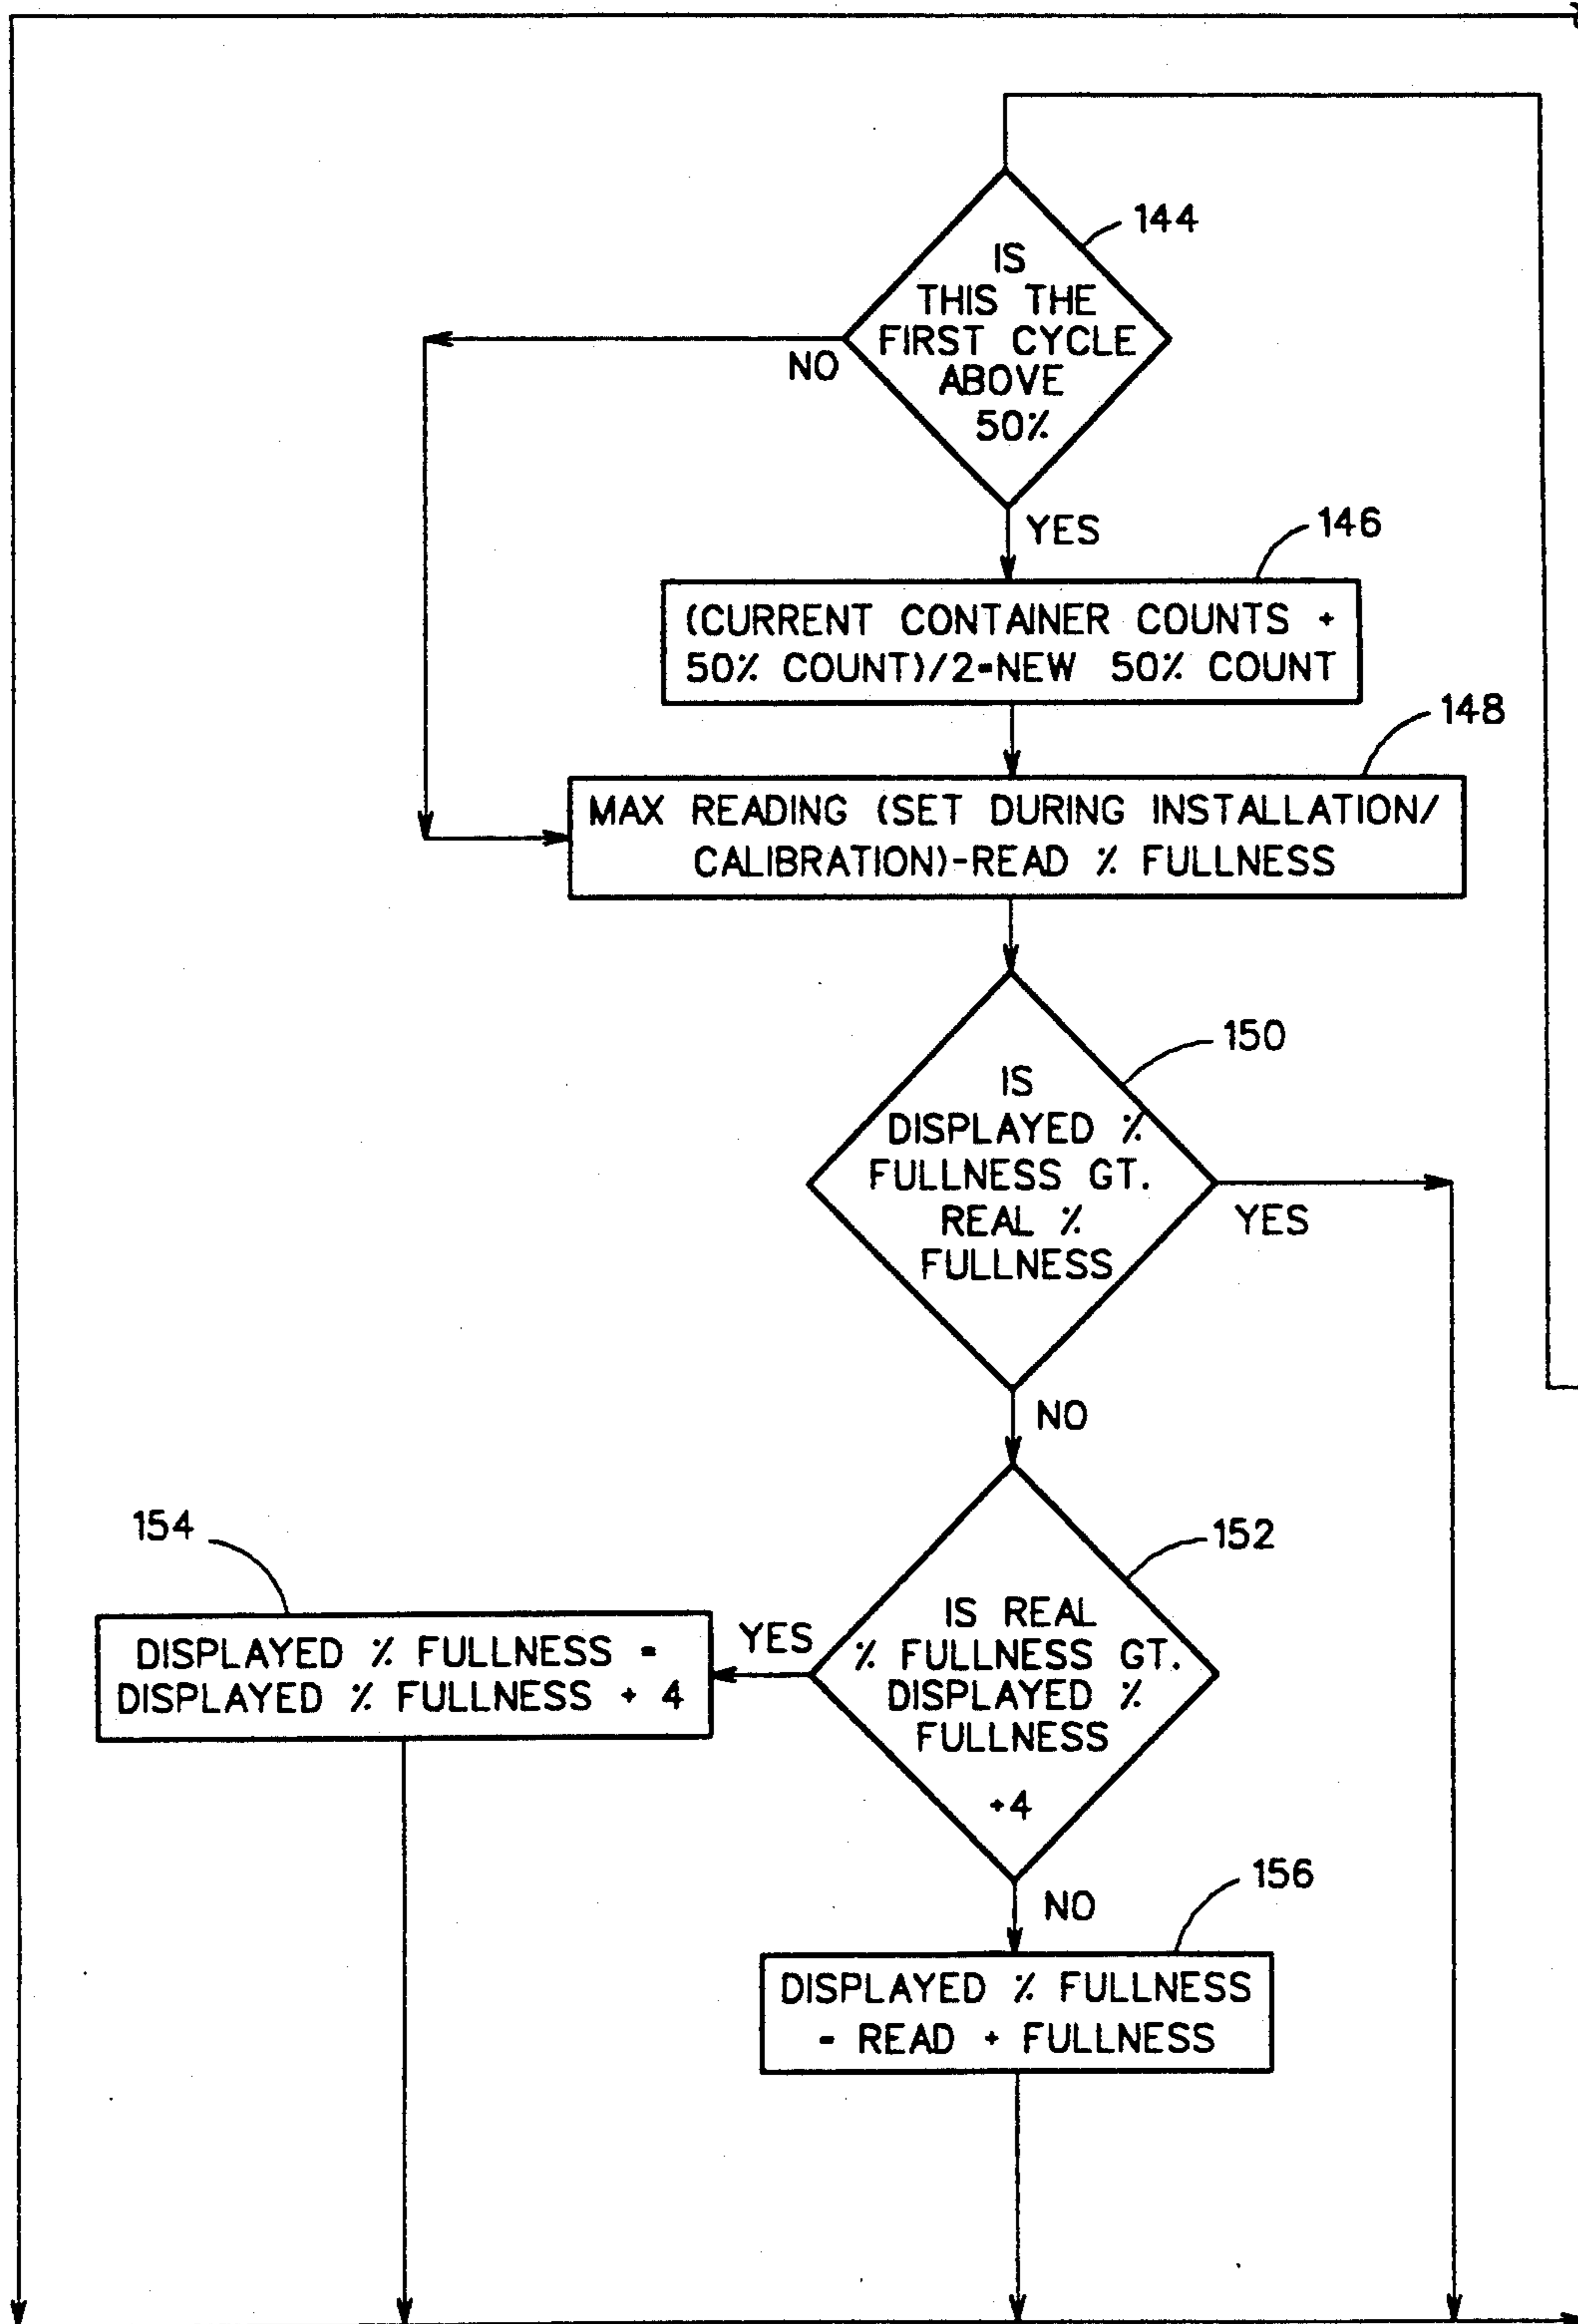 144
IS
THIS THE
FIRST CYCLE
ABOVE
50%
NO
YES
146
(CURRENT CONTAINER COUNTS +
50% COUNT)/2=NEW 50% COUNT
148
MAX READING (SET DURING INSTALLATION/
CALIBRATION)-READ % FULLNESS
150
IS
DISPLAYED %
FULLNESS GT.
REAL %
FULLNESS
YES
NO
152
154
IS REAL
% FULLNESS GT.
DISPLAYED %
FULLNESS
+4
YES
DISPLAYED % FULLNESS =
DISPLAYED % FULLNESS + 4
NO
156
DISPLAYED % FULLNESS
= READ + FULLNESS